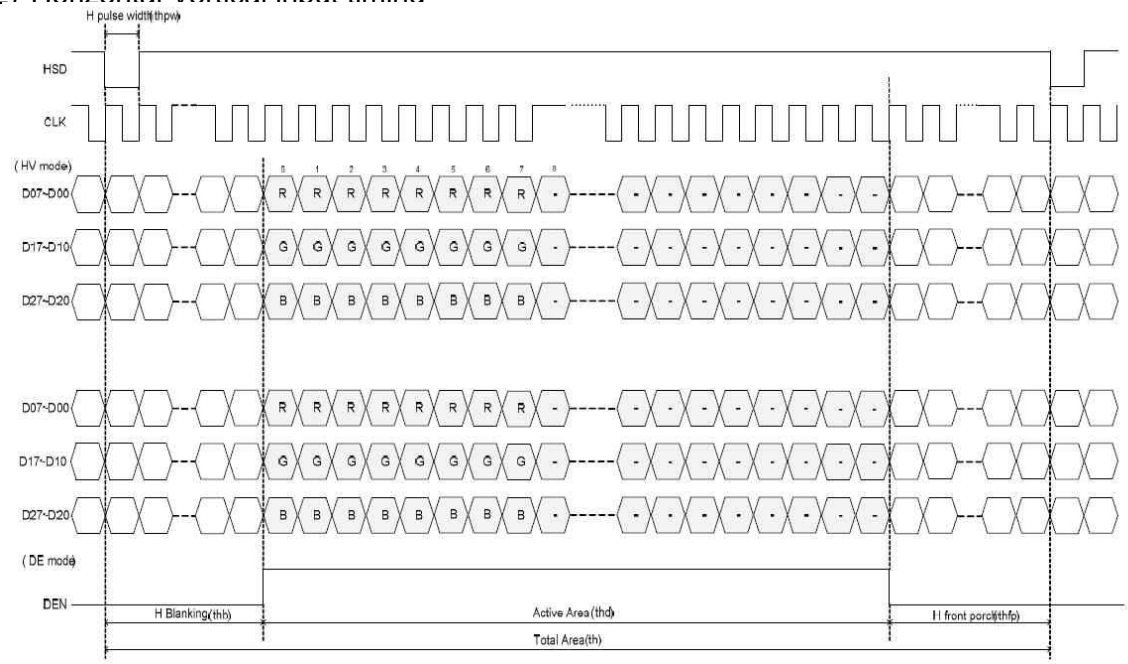 H pulse width(thpw)
HSD
CLK
(HV mode)
0 1 2 3 4 5 6 7 8
D07~D00 R R R R R R R R - - - - - - - - -
D17~D10 G G G G G G G G - - - - - - - - -
D27~D20 B B B B B B B B - - - - - - - - -
D07~D00 R R R R R R R R - - - - - - - - -
D17~D10 G G G G G G G G - - - - - - - - -
D27~D20 B B B B B B B B - - - - - - - - -
(DE mode)
DEN
H Blanking(thb) Active Area(thd) H front porch(thfp)
Total Area(th)